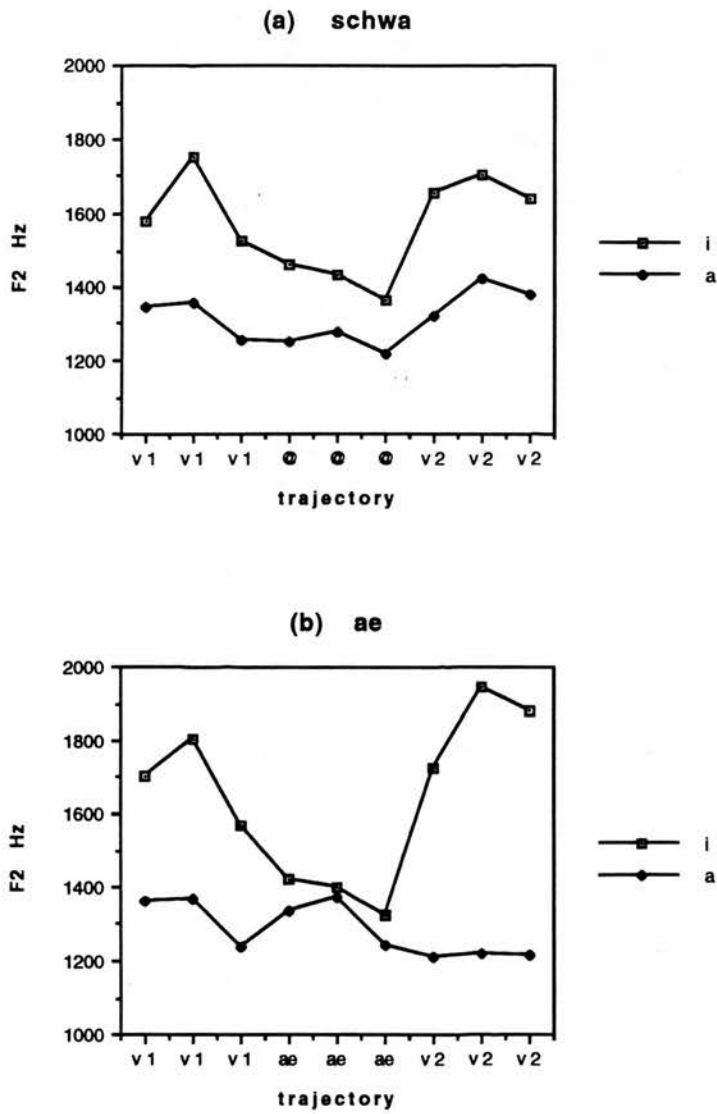 (a) schwa
2000
1800
1600
1400
1200
1000
F2 Hz
v1 v1 v1 @ @ @ v2 v2 v2
trajectory
i
a
(b) ae
2000
1800
1600
1400
1200
1000
F2 Hz
v1 v1 v1 ae ae ae v2 v2 v2
trajectory
i
a